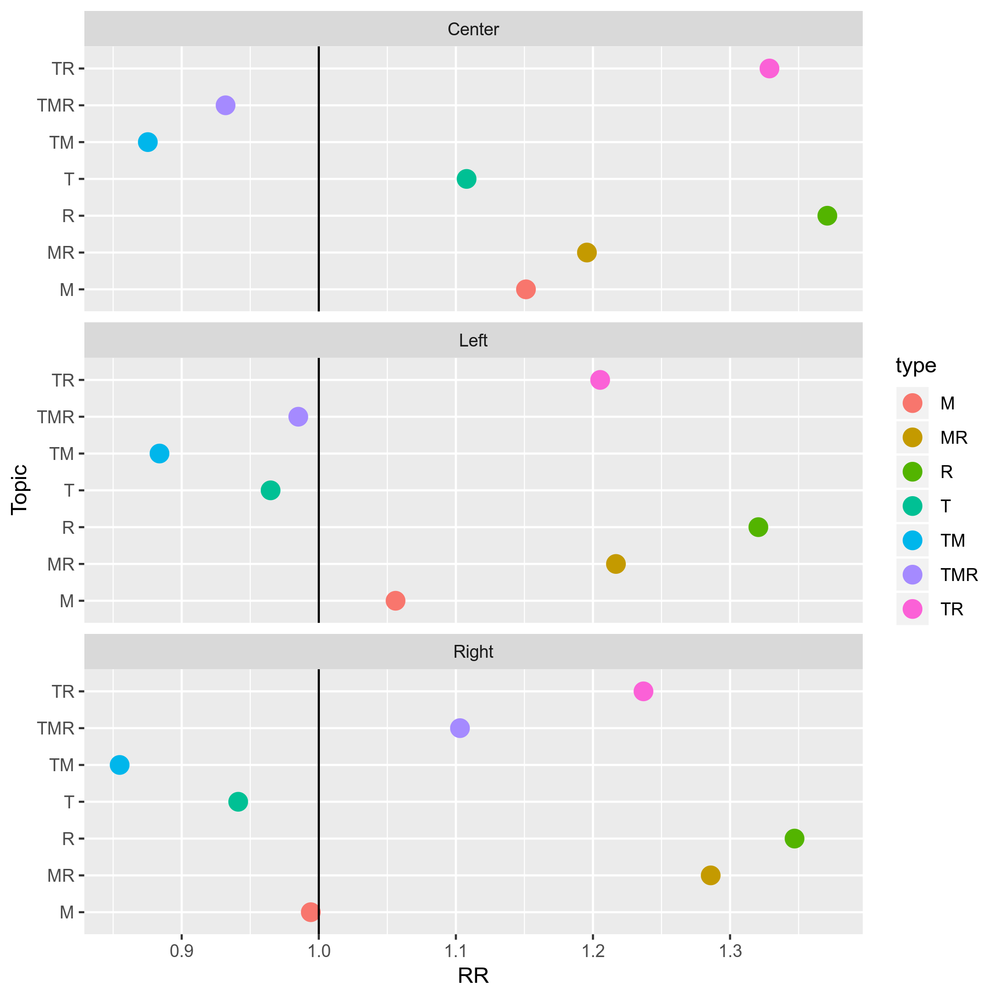 Center
TR
TMR
TM
T
R
MR
M
Left
TR
TMR
TM
T
R
MR
M
Right
TR
TMR
TM
T
R
MR
M
0.9 1.0 1.1 1.2 1.3
RR
Topic
type
M
MR
R
T
TM
TMR
TR